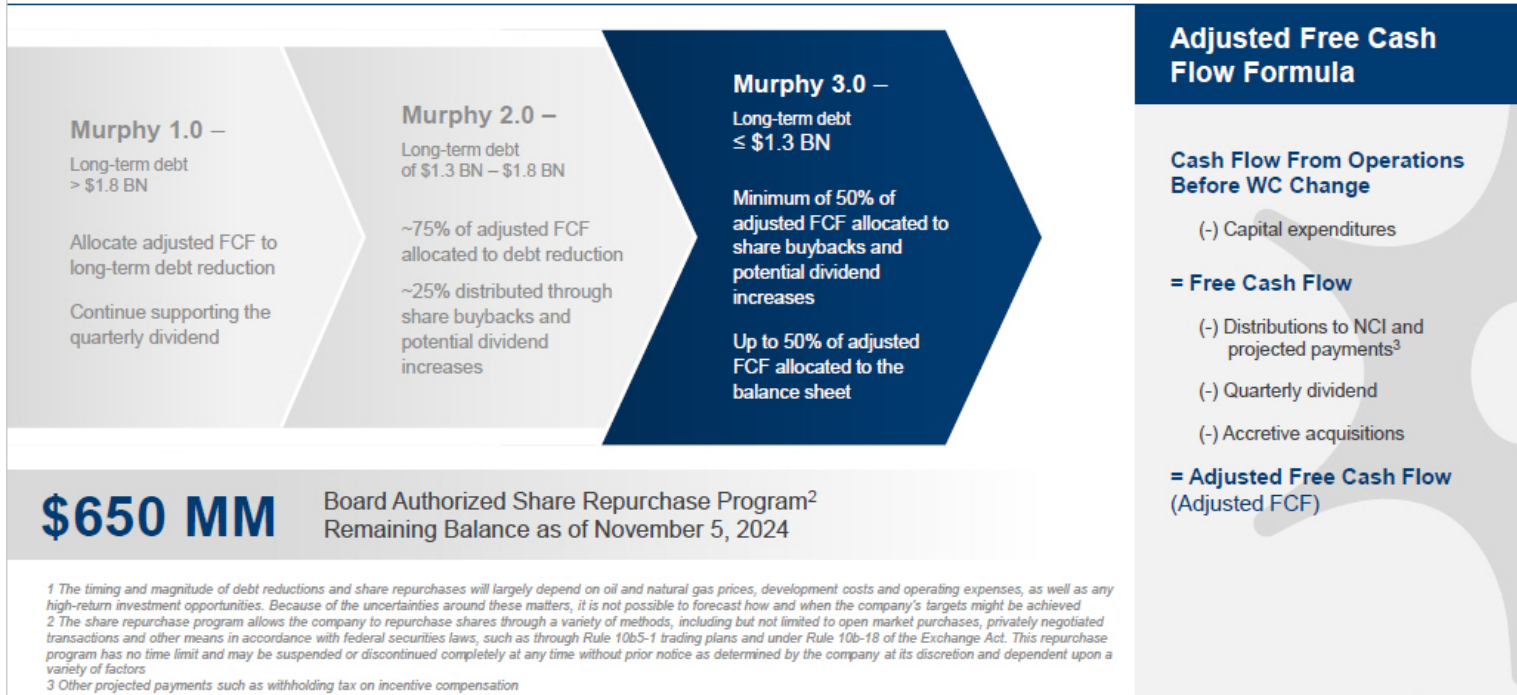 Murphy 1.0 –
Long-term debt
> $1.8 BN
Allocate adjusted FCF to
long-term debt reduction
Continue supporting the
quarterly dividend
Murphy 2.0 –
Long-term debt
of $1.3 BN – $1.8 BN
~75% of adjusted FCF
allocated to debt reduction
~25% distributed through
share buybacks and
potential dividend
increases
Murphy 3.0 –
Long-term debt
≤ $1.3 BN
Minimum of 50% of
adjusted FCF allocated to
share buybacks and
potential dividend
increases
Up to 50% of adjusted
FCF allocated to the
balance sheet
$650 MM
Board Authorized Share Repurchase Program²
Remaining Balance as of November 5, 2024
1 The timing and magnitude of debt reductions and share repurchases will largely depend on oil and natural gas prices, development costs and operating expenses, as well as any
high-return investment opportunities. Because of the uncertainties around these matters, it is not possible to forecast how and when the company's targets might be achieved
2 The share repurchase program allows the company to repurchase shares through a variety of methods, including but not limited to open market purchases, privately negotiated
transactions and other means in accordance with federal securities laws, such as through Rule 10b5-1 trading plans and under Rule 10b-18 of the Exchange Act. This repurchase
program has no time limit and may be suspended or discontinued completely at any time without prior notice as determined by the company at its discretion and dependent upon a
variety of factors
3 Other projected payments such as withholding tax on incentive compensation
Adjusted Free Cash
Flow Formula
Cash Flow From Operations
Before WC Change
(-) Capital expenditures
= Free Cash Flow
(-) Distributions to NCI and
projected payments³
(-) Quarterly dividend
(-) Accretive acquisitions
= Adjusted Free Cash Flow
(Adjusted FCF)